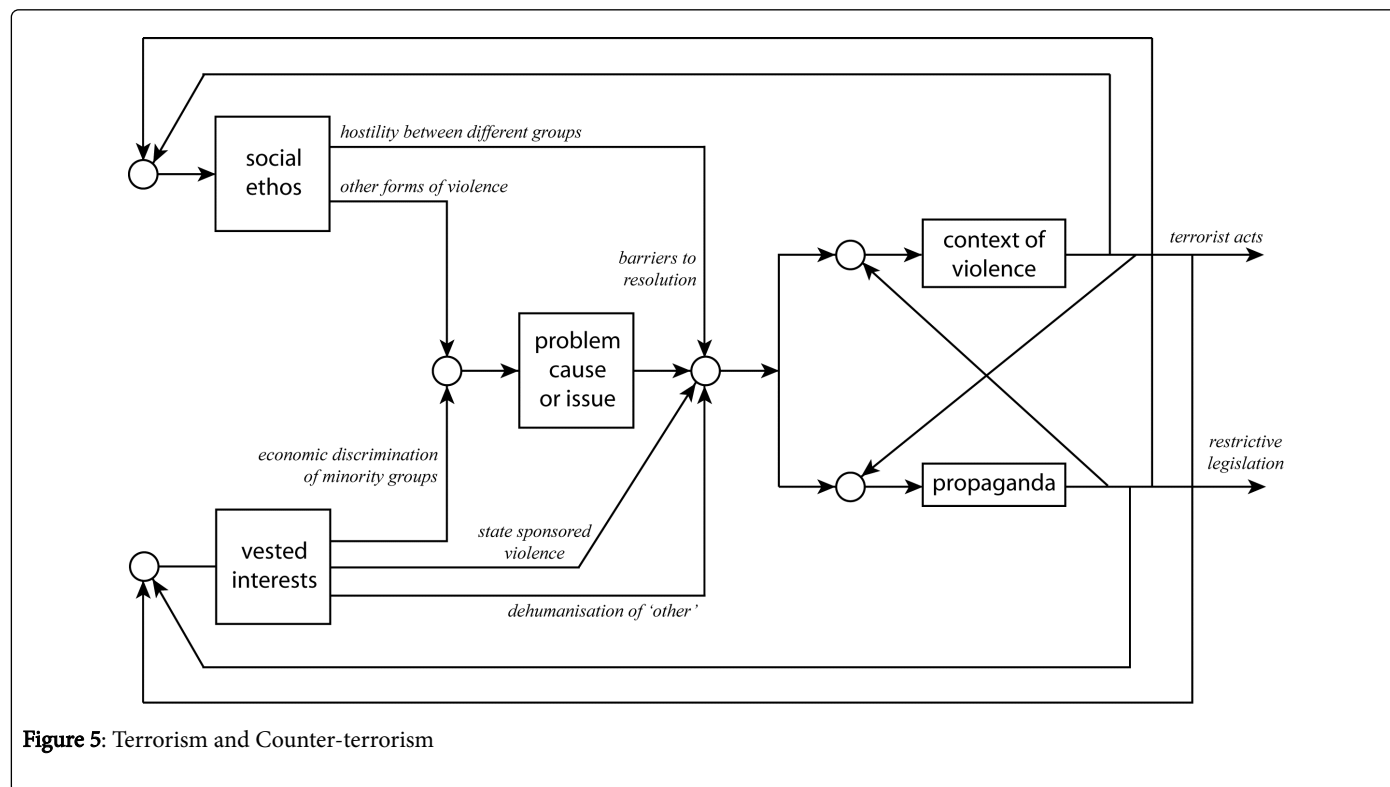 hostility between different groups
social
ethos
other forms of violence
context of
violence
terrorist acts
barriers to
resolution
problem
cause
or issue
economic discrimination
of minority groups
restrictive
legislation
propaganda
state sponsored
violence
vested
interests
dehumanisation of ‘other’
Figure 5: Terrorism and Counter-terrorism